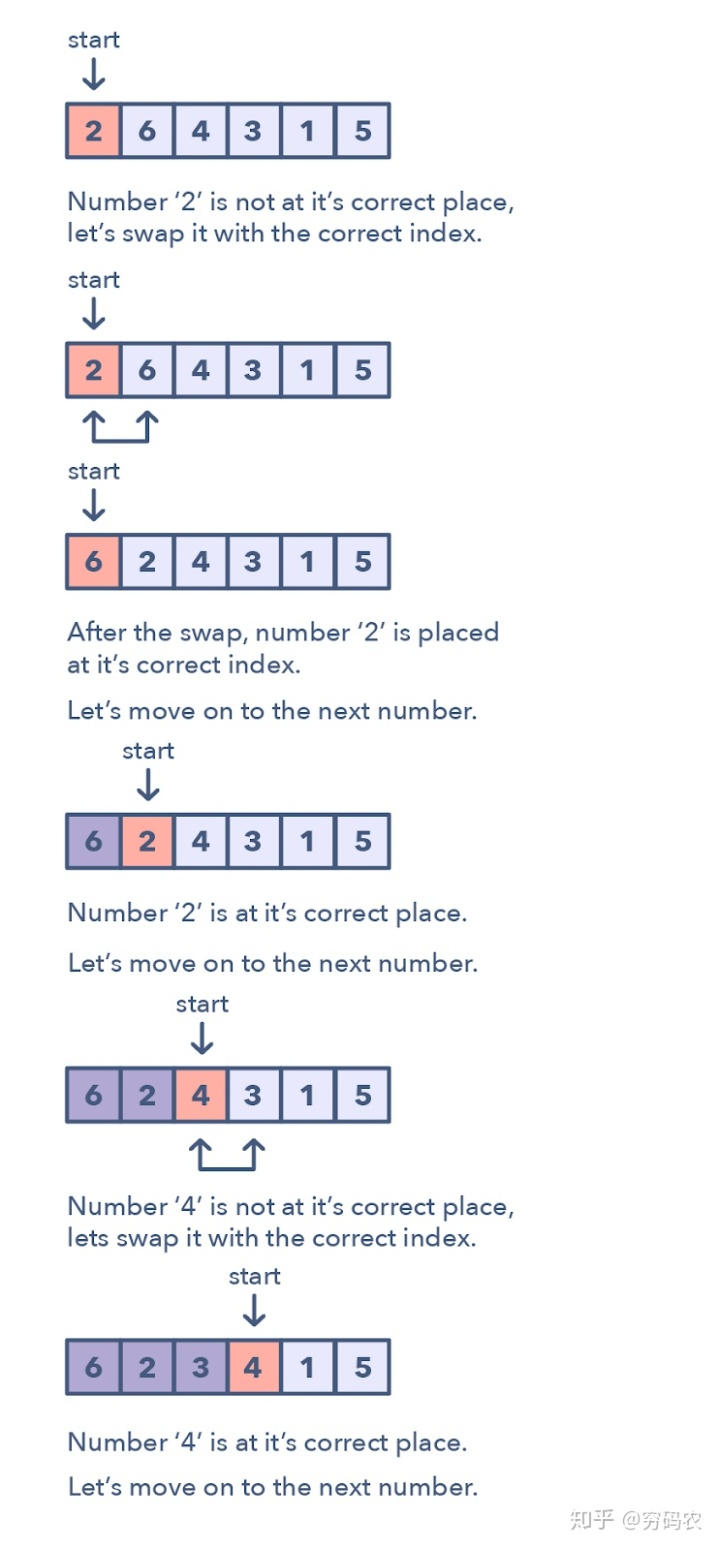 start
2 6 4 3 1 5
Number ‘2’ is not at it’s correct place,
let’s swap it with the correct index.
start
2 6 4 3 1 5
start
6 2 4 3 1 5
After the swap, number ‘2’ is placed
at it’s correct index.
Let’s move on to the next number.
start
6 2 4 3 1 5
Number ‘2’ is at it’s correct place.
Let’s move on to the next number.
start
6 2 4 3 1 5
Number ‘4’ is not at it’s correct place,
lets swap it with the correct index.
start
6 2 3 4 1 5
Number ‘4’ is at it’s correct place.
Let’s move on to the next number.
知乎 @穷码农